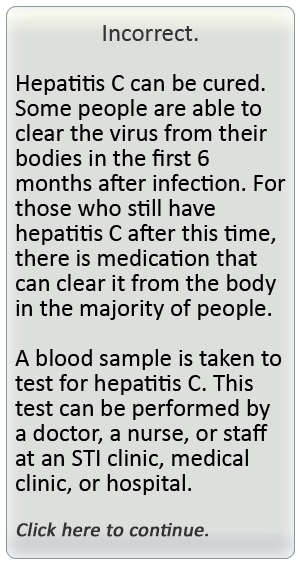 Incorrect.
Hepatitis C can be cured.
Some people are able to
clear the virus from their
bodies in the first 6
months after infection. For
those who still have
hepatitis C after this time,
there is medication that
can clear it from the body
in the majority of people.
A blood sample is taken to
test for hepatitis C. This
test can be performed by
a doctor, a nurse, or staff
at an STI clinic, medical
clinic, or hospital.
Click here to continue.